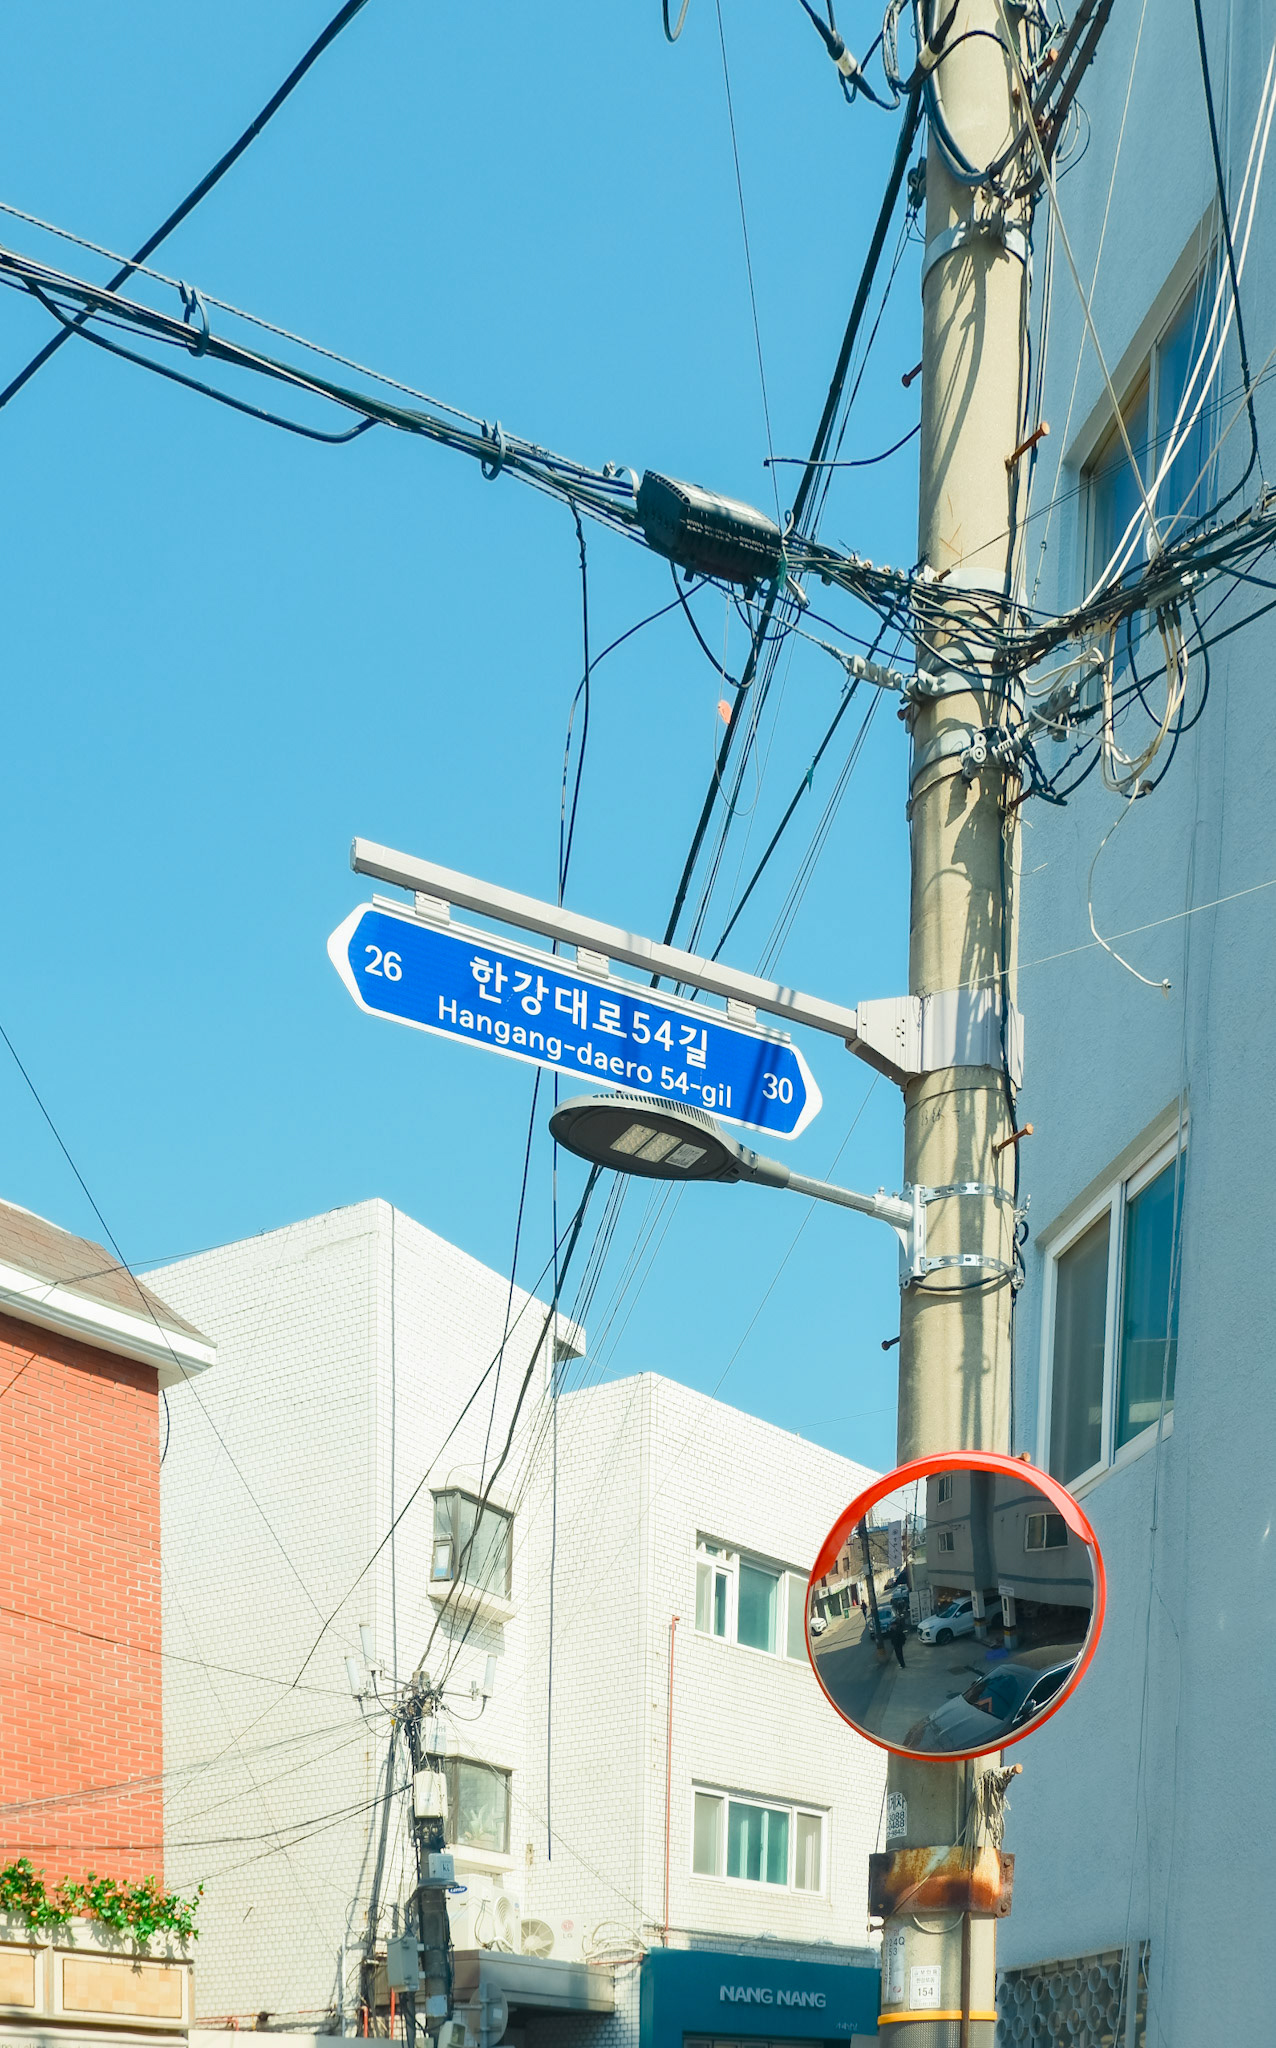 26
한강대로54길
Hangang-daero 54-gil
30
NANG NANG
154